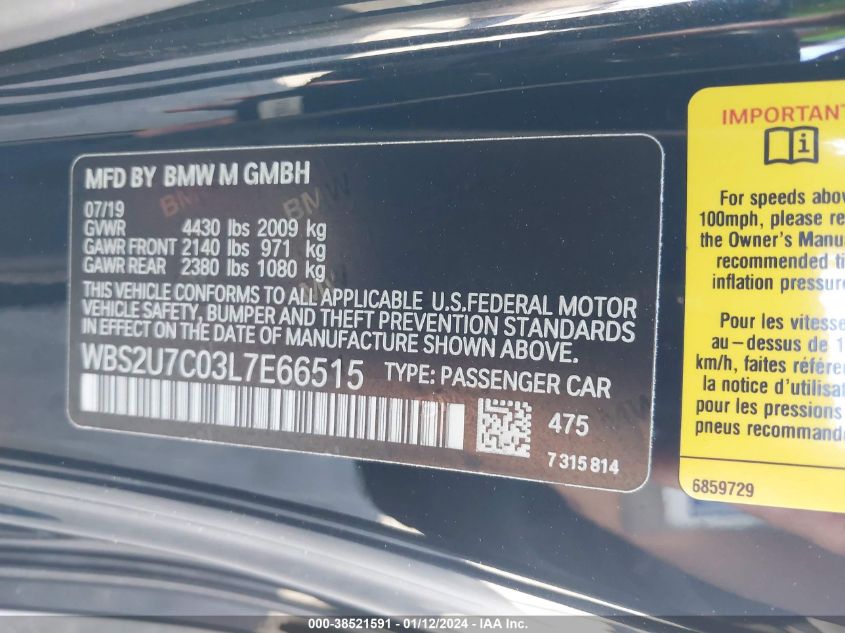 MFD BY BMW M GMBH
07/19
GVWR 4430 lbs 2009 kg
GAWR FRONT 2140 lbs 971 kg
GAWR REAR 2380 lbs 1080 kg
THIS VEHICLE CONFORMS TO ALL APPLICABLE U.S.FEDERAL MOTOR
VEHICLE SAFETY, BUMPER AND THEFT PREVENTION STANDARDS
IN EFFECT ON THE DATE OF MANUFACTURE SHOWN ABOVE.
WBS2U7C03L7E66515 TYPE: PASSENGER CAR
475
7 315 814
IMPORTANT
For speeds above
100mph, please re
the Owner's Manu
recommended ti
inflation pressure
Pour les vitesse
au-dessus de 1
km/h, faites référe
la notice d'utilisat
pour les pressions
pneus recommandé
6859729
000-38521591 - 01/12/2024 - IAA Inc.